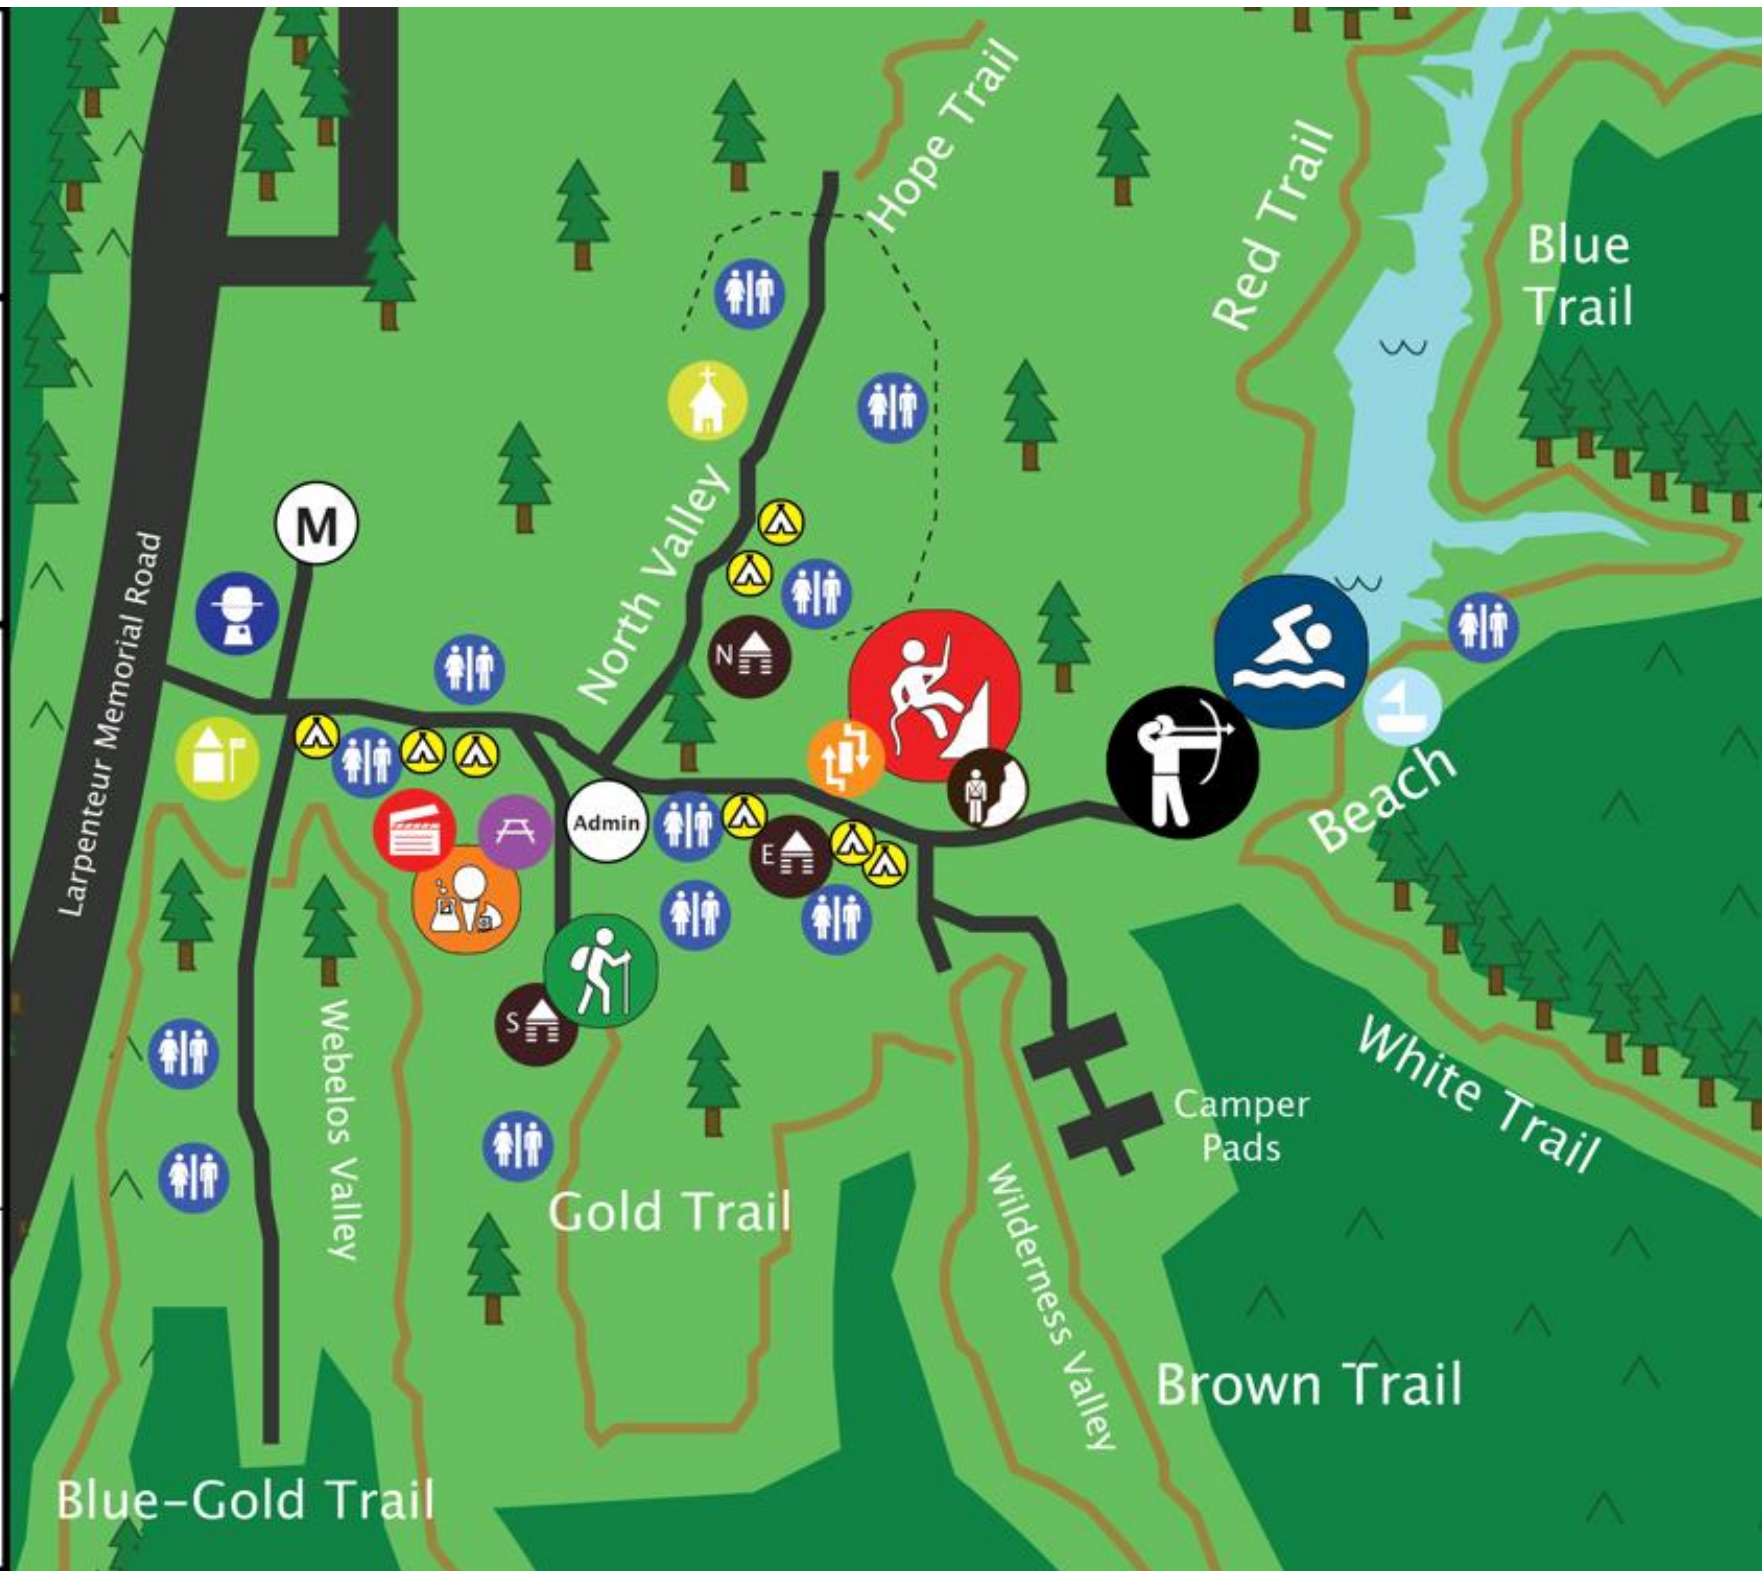 Hope Trail
Red Trail
Blue
Trail
M
North Valley
Larpenteur Memorial Road
N
Admin
E
Beach
S
Webelos Valley
White Trail
Camper
Pads
Gold Trail
Wilderness Valley
Brown Trail
Blue-Gold Trail